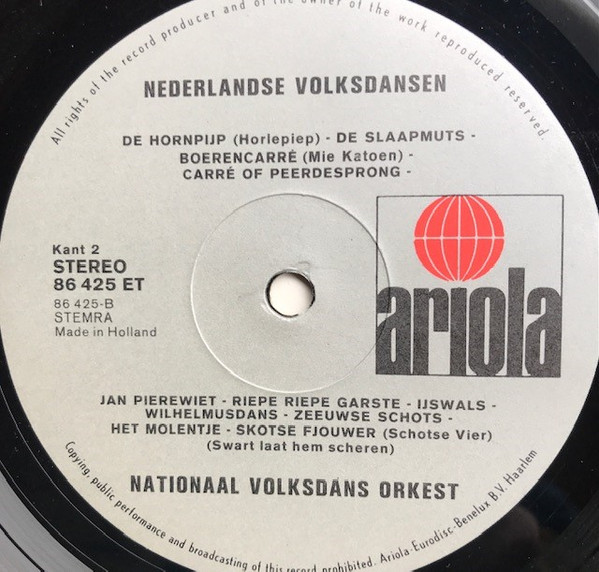 All rights of the record producer and of the owner of the work reproduced reserved.
NEDERLANDSE VOLKSDANSEN
DE HORNPIJP (Horlepiep) - DE SLAAPMUTS -
BOERENCARRÉ (Mie Katoen) -
CARRÉ OF PEERDESPRONG -
Kant 2
STEREO
86 425 ET
86 425-B
STEMRA
Made in Holland
ariola
JAN PIEREWIET - RIEPE RIEPE GARSTE - IJSWALS -
WILHELMUSDANS - ZEEUWSE SCHOTS -
HET MOLENTJE - SKOTSE FJOUWER (Schotse Vier)
(Swart laat hem scheren)
NATIONAAL VOLKSDANS ORKEST
Copying, public performance and broadcasting of this record prohibited. Ariola-Eurodisc-Benelux B.V. Haarlem